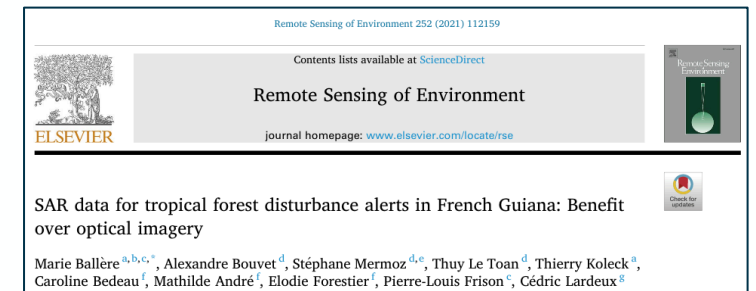 Remote Sensing of Environment 252 (2021) 112159
Contents lists available at ScienceDirect
Remote Sensing of Environment
journal homepage: www.elsevier.com/locate/rse
ELSEVIER
Remote Sensing
Environment
Check for
updates
SAR data for tropical forest disturbance alerts in French Guiana: Benefit
over optical imagery
Marie Ballère a,b,c,*, Alexandre Bouvet d, Stéphane Mermoz d,e, Thuy Le Toan d, Thierry Koleck a,
Caroline Bedeau f, Mathilde André f, Elodie Forestier f, Pierre-Louis Frison c, Cédric Lardeux g